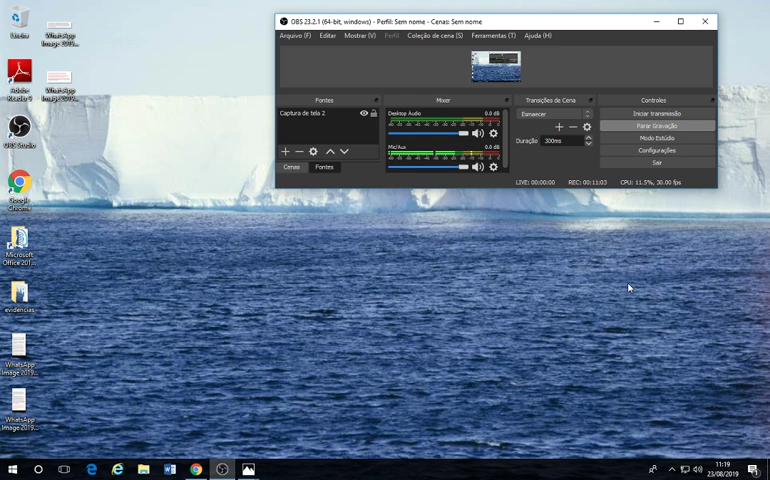 OBS 23.2.1 (64-bit, windows) - Perfil: Sem nome - Cenas: Sem nome
Arquivo (F) Editar Mostrar (V) Perfil Coleção de cena (S) Ferramentas (T) Ajuda (H)
Fontes Mixer Transições de Cena Controles
Captura de tela 2
Desktop Áudio 0.0 dB
Mic/Aux 0.0 dB
Esmaecer
Duração 300ms
Iniciar transmissão
Parar Gravação
Modo Estúdio
Configurações
Sair
Cenas Fontes
LIVE: 00:00:00 REC: 00:11:03 CPU: 11.5%, 30.00 fps
Lixeira
WhatsApp
Image 2019...
Adobe
Reader 9
WhatsApp
Image 2019...
OBS Studio
Google
Chrome
Microsoft
Office 201...
evidencias
WhatsApp
Image 2019...
WhatsApp
Image 2019...
11:19
23/08/2019